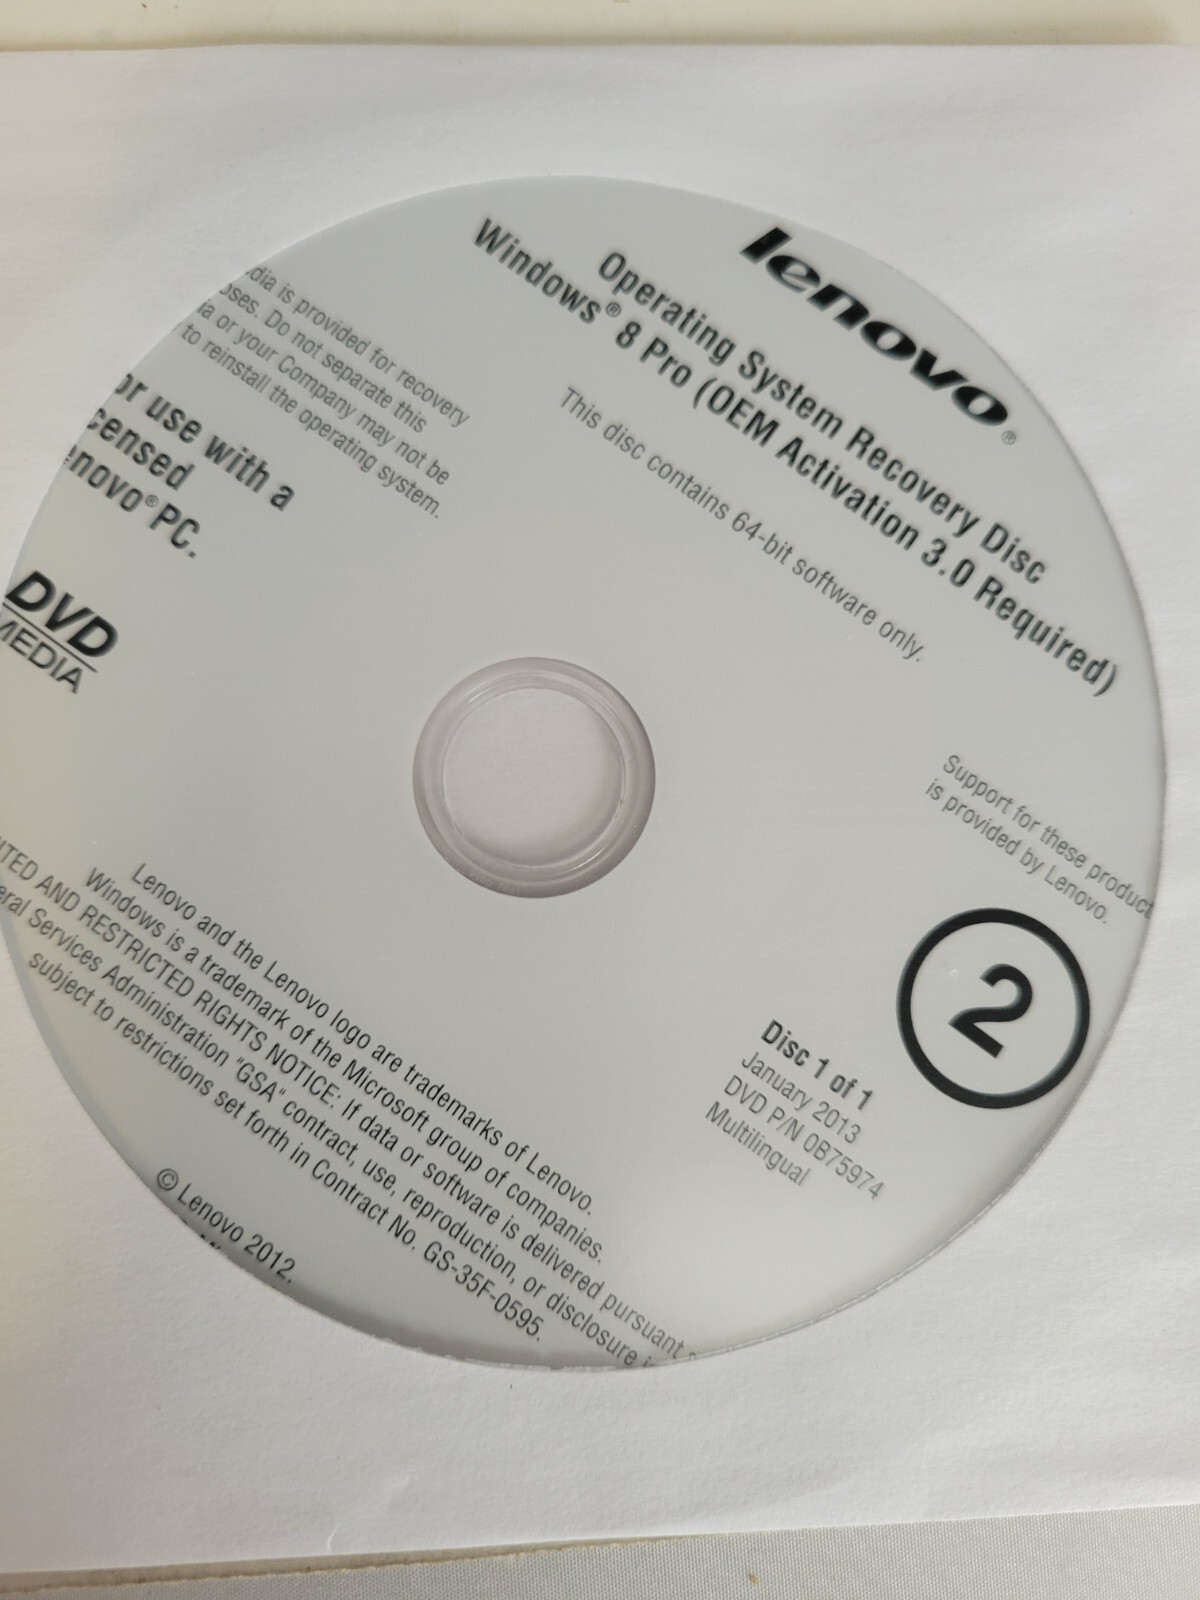 lenovo®
Operating System Recovery Disc
Windows® 8 Pro (OEM Activation 3.0 Required)
This disc contains 64-bit software only.
dia is provided for recovery
oses. Do not separate this
ia or your Company may not be
to reinstall the operating system.
or use with a
censed
enovo® PC.
DVD
MEDIA
Support for these product
is provided by Lenovo.
2
Disc 1 of 1
January 2013
DVD P/N 0B75974
Multilingual
Lenovo and the Lenovo logo are trademarks of Lenovo.
Windows is a trademark of the Microsoft group of companies.
ITED AND RESTRICTED RIGHTS NOTICE: If data or software is delivered pursuant
eral Services Administration "GSA" contract, use, reproduction, or disclosure
subject to restrictions set forth in Contract No. GS-35F-0595.
© Lenovo 2012,